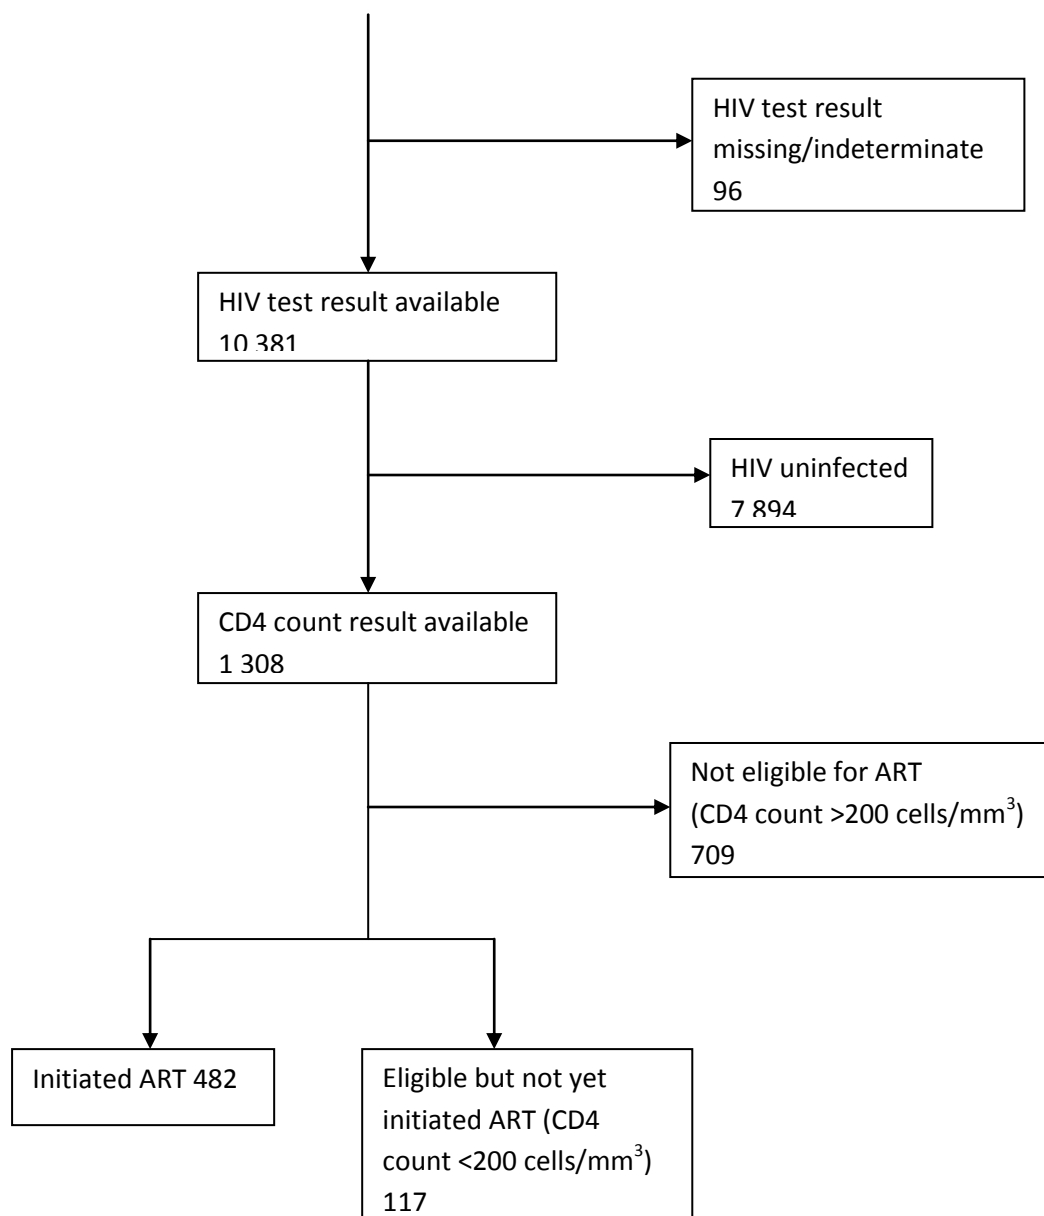 HIV test result
missing/indeterminate
96
HIV test result available
10 381
HIV uninfected
7 894
CD4 count result available
1 308
Not eligible for ART
(CD4 count >200 cells/mm³)
709
Initiated ART 482
Eligible but not yet
initiated ART (CD4
count <200 cells/mm³)
117